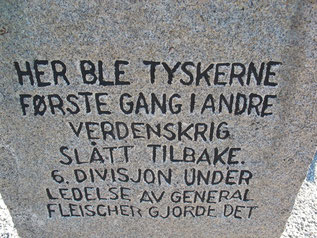 HER BLE TYSKERNE
FØRSTE GANG I ANDRE
VERDENSKRIG
SLÅTT TILBAKE.
6. DIVISJON UNDER
LEDELSE AV GENERAL
FLEISCHER GJORDE DET